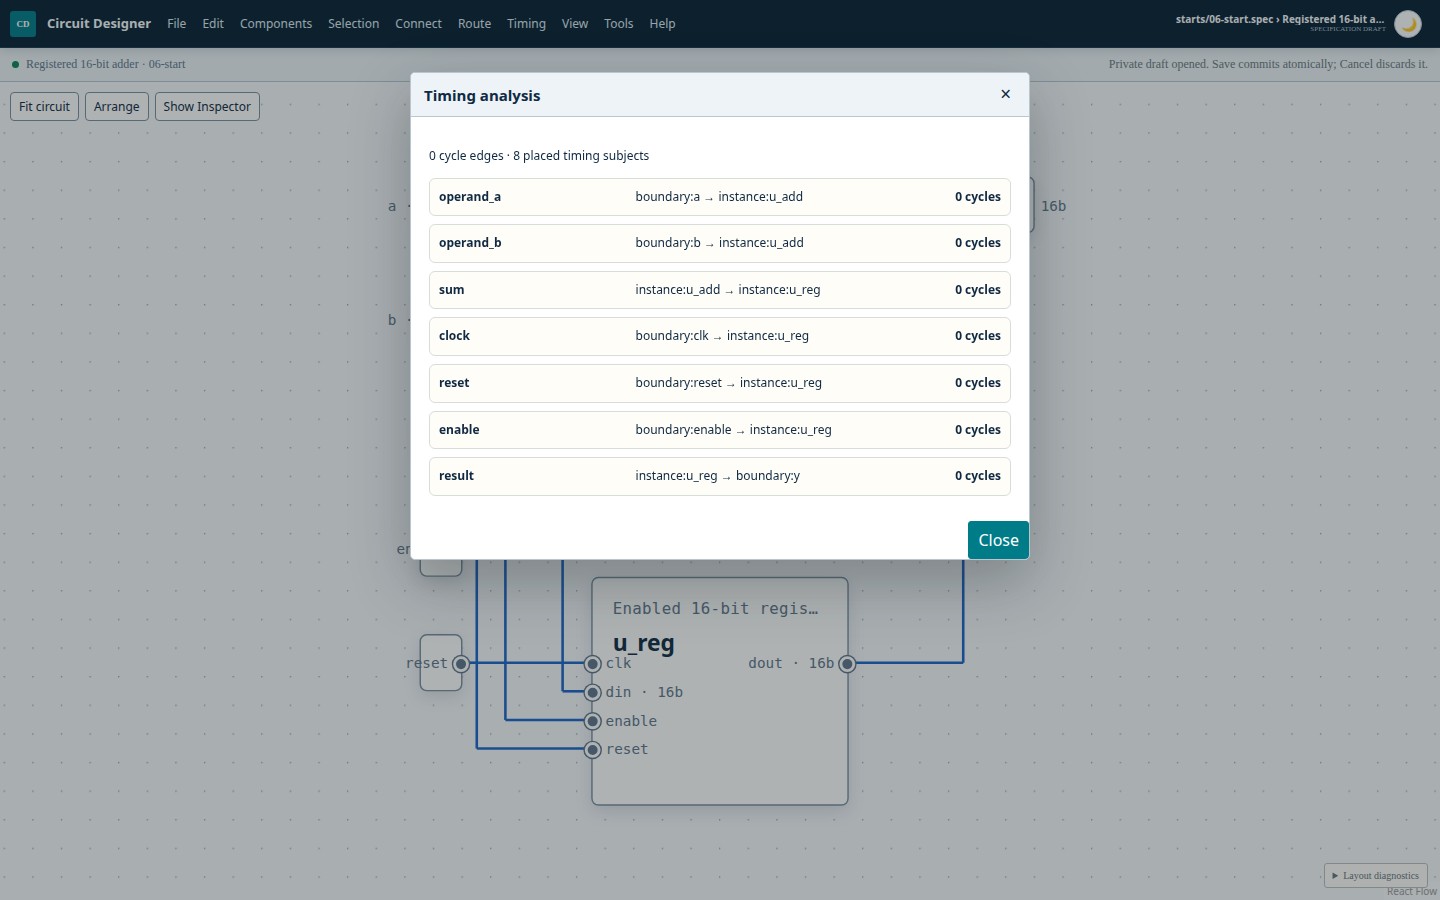 CD Circuit Designer File Edit Components Selection Connect Route Timing View Tools Help
starts/06-start.spec › Registered 16-bit a...
SPECIFICATION DRAFT
Registered 16-bit adder · 06-start
Private draft opened. Save commits atomically; Cancel discards it.
Fit circuit Arrange Show Inspector
Timing analysis ×
0 cycle edges · 8 placed timing subjects
operand_a boundary:a → instance:u_add 0 cycles
operand_b boundary:b → instance:u_add 0 cycles
sum instance:u_add → instance:u_reg 0 cycles
clock boundary:clk → instance:u_reg 0 cycles
reset boundary:reset → instance:u_reg 0 cycles
enable boundary:enable → instance:u_reg 0 cycles
result instance:u_reg → boundary:y 0 cycles
Close
a ·
16b
b ·
Enabled 16-bit regis…
u_reg
reset
clk
dout · 16b
din · 16b
enable
reset
▶ Layout diagnostics
React Flow